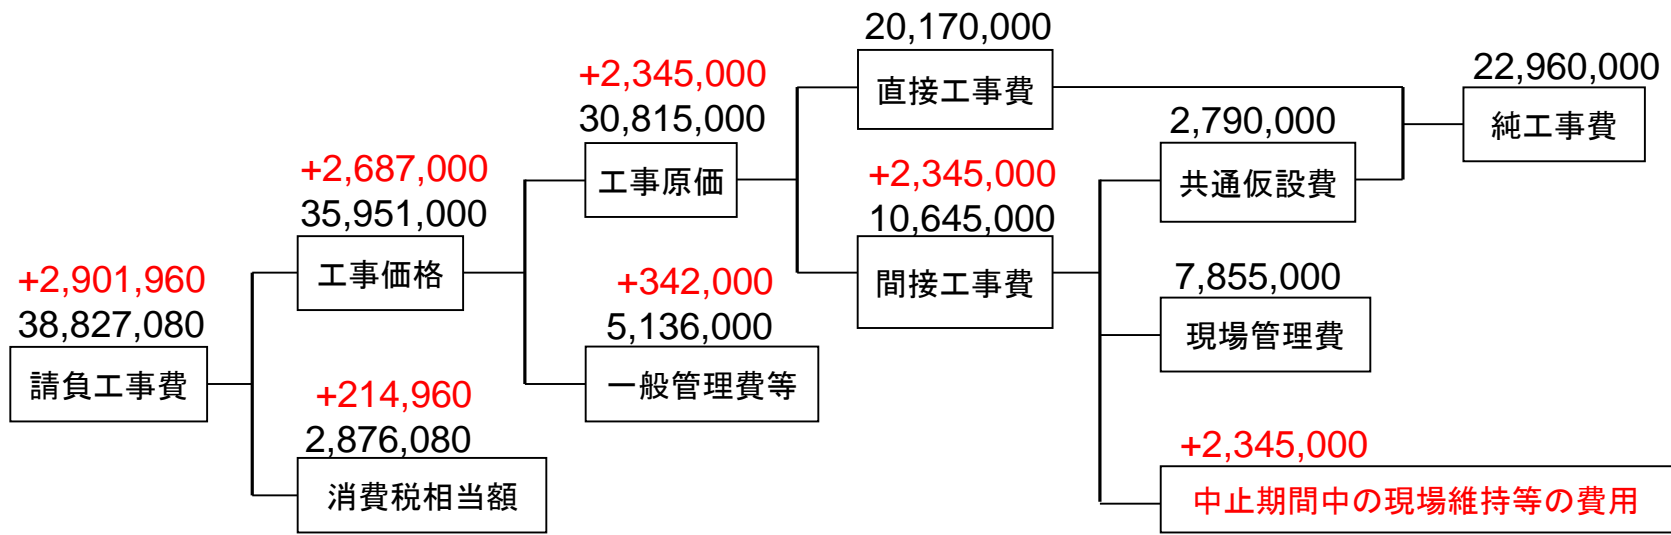 +2,901,960
38,827,080
請負工事費
+2,687,000
35,951,000
工事価格
+214,960
2,876,080
消費税相当額
+2,345,000
30,815,000
工事原価
+342,000
5,136,000
一般管理費等
20,170,000
直接工事費
+2,345,000
10,645,000
間接工事費
2,790,000
共通仮設費
7,855,000
現場管理費
+2,345,000
中止期間中の現場維持等の費用
22,960,000
純工事費